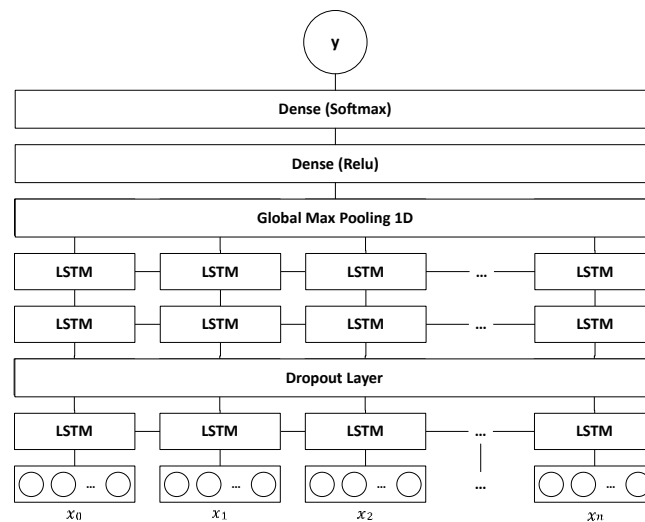 y
Dense (Softmax)
Dense (Relu)
Global Max Pooling 1D
LSTM LSTM LSTM ... LSTM
LSTM LSTM LSTM ... LSTM
Dropout Layer
LSTM LSTM LSTM ... LSTM
... ... ... ... ...
x₀ x₁ x₂ xₙ